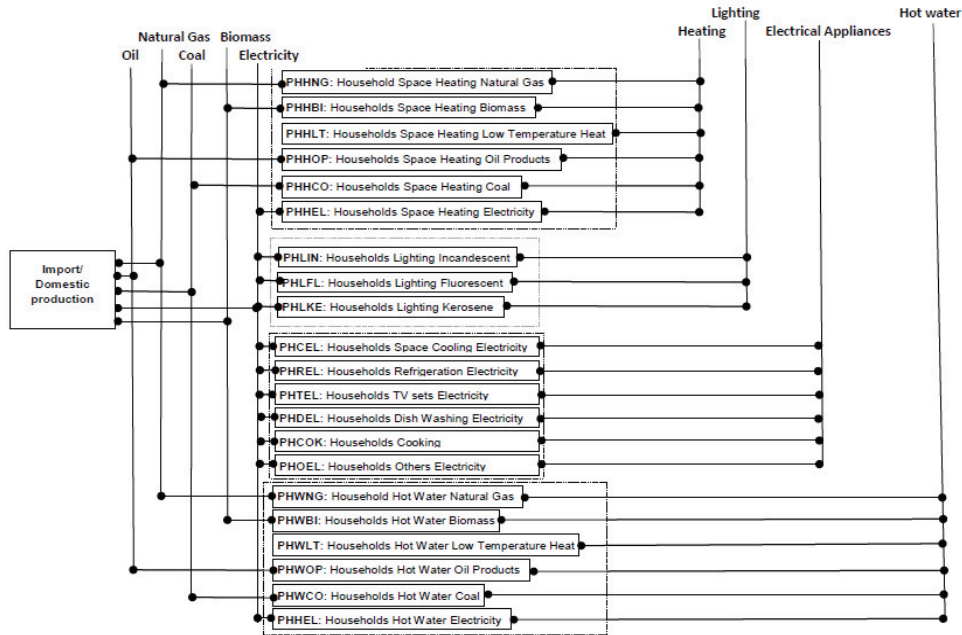 Lighting
Hot water
Natural Gas
Biomass
Heating
Electrical Appliances
Oil
Coal
Electricity
PHHNG: Household Space Heating Natural Gas
PHHBI: Households Space Heating Biomass
PHHLT: Households Space Heating Low Temperature Heat
PHHOP: Households Space Heating Oil Products
PHHCO: Households Space Heating Coal
PHHEL: Households Space Heating Electricity
Import/
Domestic
production
PHLIN: Households Lighting Incandescent
PHLFL: Households Lighting Fluorescent
PHLKE: Households Lighting Kerosene
PHCEL: Households Space Cooling Electricity
PHREL: Households Refrigeration Electricity
PHTEL: Households TV sets Electricity
PHDEL: Households Dish Washing Electricity
PHCOK: Households Cooking
PHOEL: Households Others Electricity
PHWNG: Household Hot Water Natural Gas
PHWBI: Households Hot Water Biomass
PHWLT: Households Hot Water Low Temperature Heat
PHWOP: Households Hot Water Oil Products
PHWCO: Households Hot Water Coal
PHHEL: Households Hot Water Electricity